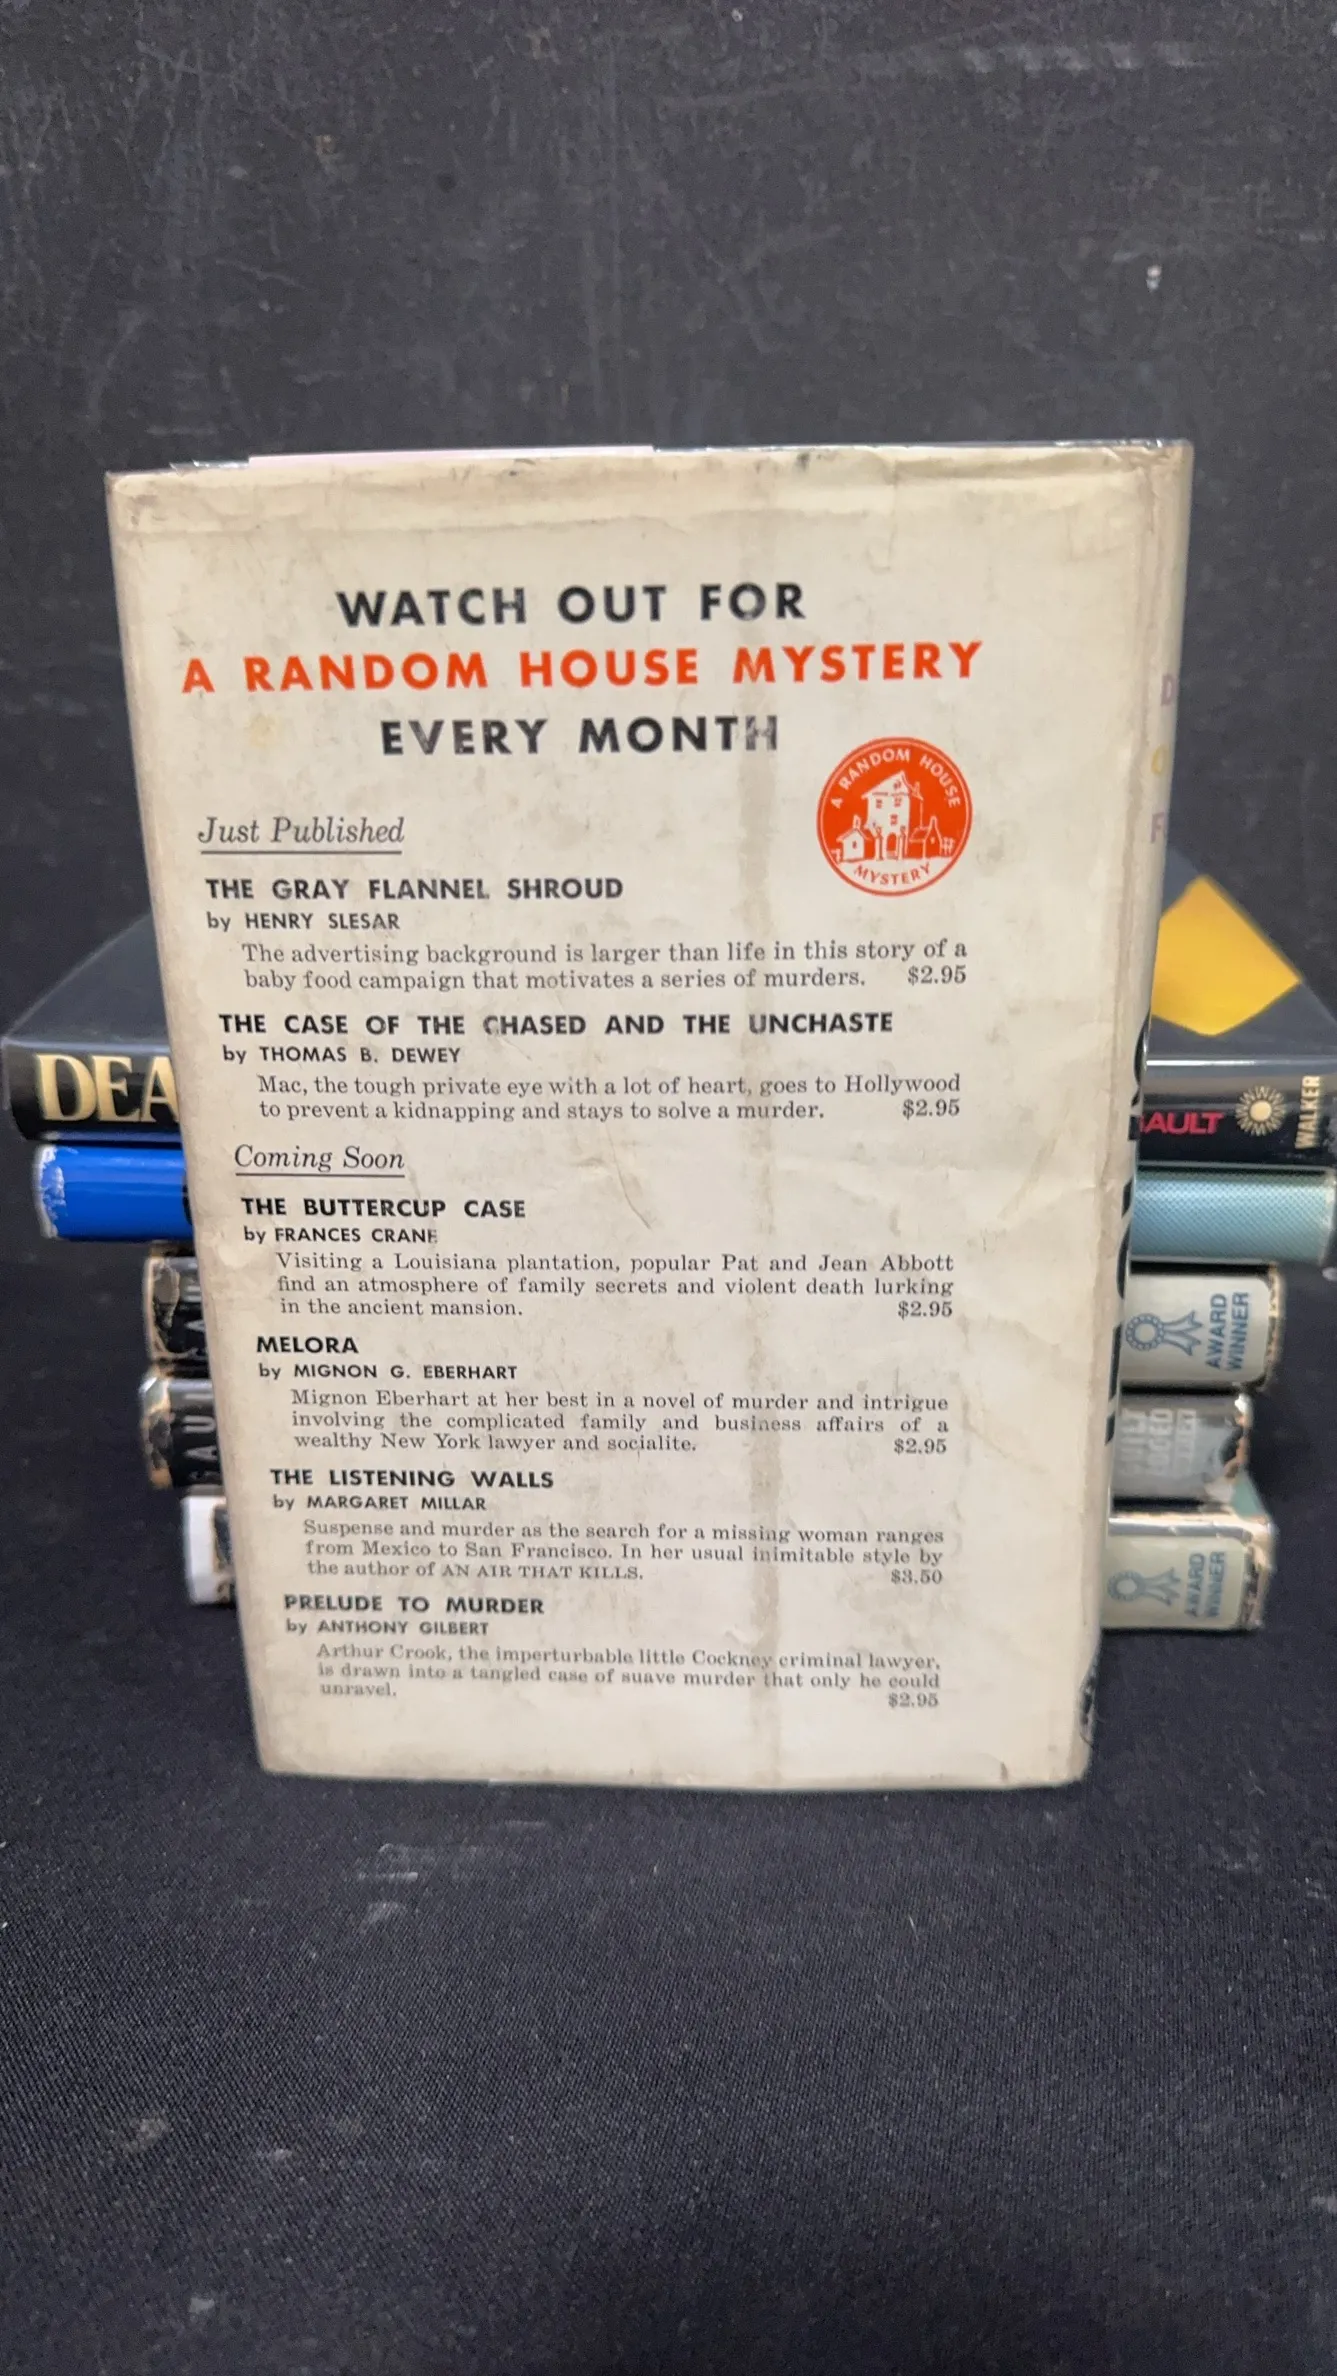 WATCH OUT FOR
A RANDOM HOUSE MYSTERY
EVERY MONTH
A RANDOM HOUSE
MYSTERY
Just Published
THE GRAY FLANNEL SHROUD
by HENRY SLESAR
The advertising background is larger than life in this story of a
baby food campaign that motivates a series of murders. $2.95
THE CASE OF THE CHASED AND THE UNCHASTE
by THOMAS B. DEWEY
Mac, the tough private eye with a lot of heart, goes to Hollywood
to prevent a kidnapping and stays to solve a murder. $2.95
Coming Soon
THE BUTTERCUP CASE
by FRANCES CRANE
Visiting a Louisiana plantation, popular Pat and Jean Abbott
find an atmosphere of family secrets and violent death lurking
in the ancient mansion. $2.95
MELORA
by MIGNON G. EBERHART
Mignon Eberhart at her best in a novel of murder and intrigue
involving the complicated family and business affairs of a
wealthy New York lawyer and socialite. $2.95
THE LISTENING WALLS
by MARGARET MILLAR
Suspense and murder as the search for a missing woman ranges
from Mexico to San Francisco. In her usual inimitable style by
the author of AN AIR THAT KILLS. $3.50
PRELUDE TO MURDER
by ANTHONY GILBERT
Arthur Crook, the imperturbable little Cockney criminal lawyer,
is drawn into a tangled case of suave murder that only he could
unravel. $2.95
DEA
AULT
WALKER
AWARD
WINNER
AWARD
WINNER